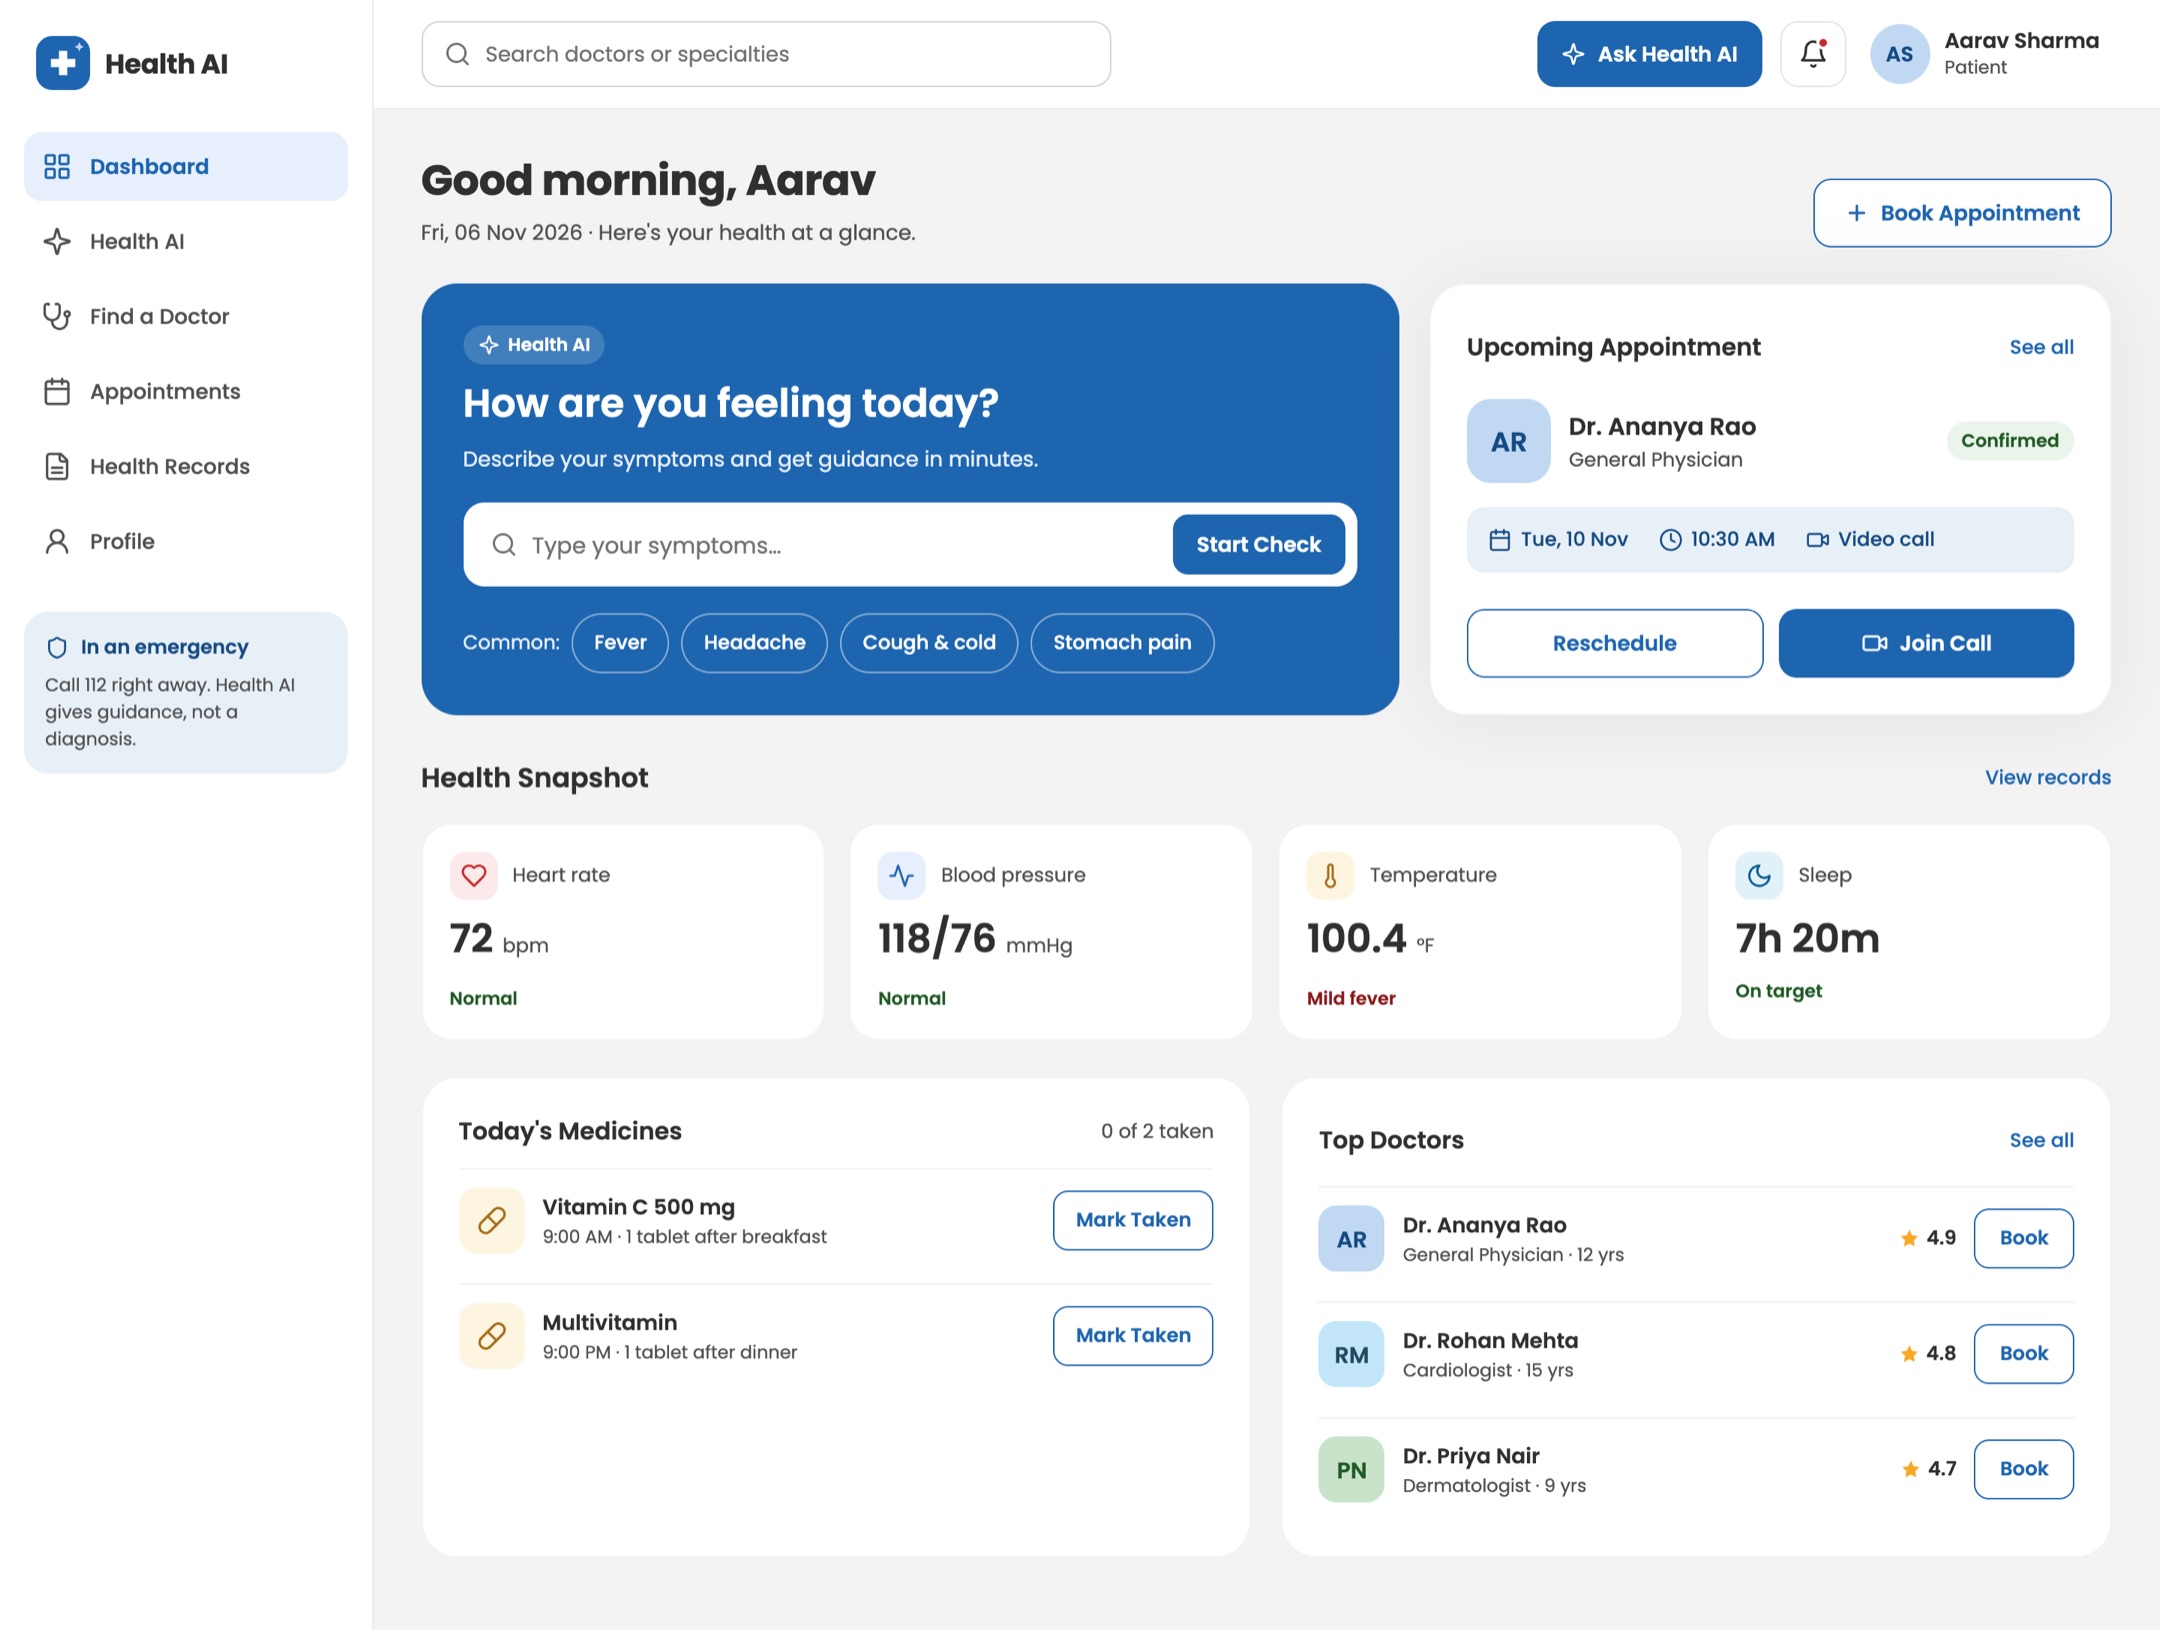 Health AI
Dashboard
Health AI
Find a Doctor
Appointments
Health Records
Profile
In an emergency
Call 112 right away. Health AI
gives guidance, not a
diagnosis.
Search doctors or specialties
Ask Health AI
AS
Aarav Sharma
Patient
Good morning, Aarav
Fri, 06 Nov 2026 · Here's your health at a glance.
Book Appointment
Health AI
How are you feeling today?
Describe your symptoms and get guidance in minutes.
Type your symptoms...
Start Check
Common: Fever Headache Cough & cold Stomach pain
Upcoming Appointment See all
AR
Dr. Ananya Rao
General Physician
Confirmed
Tue, 10 Nov 10:30 AM Video call
Reschedule Join Call
Health Snapshot View records
Heart rate
72 bpm
Normal
Blood pressure
118/76 mmHg
Normal
Temperature
100.4 °F
Mild fever
Sleep
7h 20m
On target
Today's Medicines 0 of 2 taken
Vitamin C 500 mg
9:00 AM · 1 tablet after breakfast
Mark Taken
Multivitamin
9:00 PM · 1 tablet after dinner
Mark Taken
Top Doctors See all
AR
Dr. Ananya Rao
General Physician · 12 yrs
4.9 Book
RM
Dr. Rohan Mehta
Cardiologist · 15 yrs
4.8 Book
PN
Dr. Priya Nair
Dermatologist · 9 yrs
4.7 Book